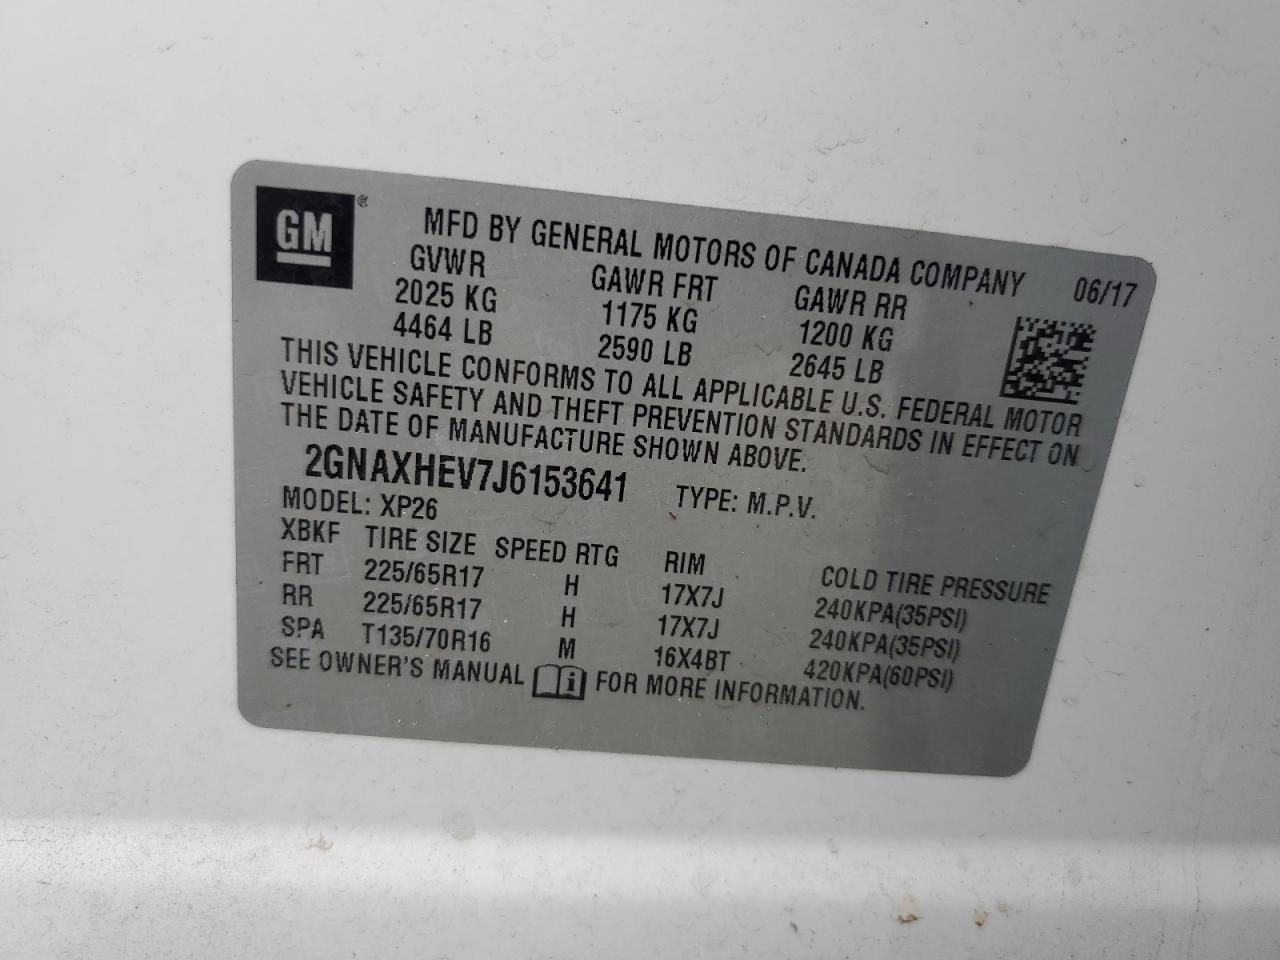 GM ®
MFD BY GENERAL MOTORS OF CANADA COMPANY 06/17
GVWR GAWR FRT GAWR RR
2025 KG 1175 KG 1200 KG
4464 LB 2590 LB 2645 LB
THIS VEHICLE CONFORMS TO ALL APPLICABLE U.S. FEDERAL MOTOR
VEHICLE SAFETY AND THEFT PREVENTION STANDARDS IN EFFECT ON
THE DATE OF MANUFACTURE SHOWN ABOVE.
2GNAXHEV7J6153641 TYPE: M.P.V.
MODEL: XP26
XBKF TIRE SIZE SPEED RTG RIM COLD TIRE PRESSURE
FRT 225/65R17 H 17X7J 240KPA(35PSI)
RR 225/65R17 H 17X7J 240KPA(35PSI)
SPA T135/70R16 M 16X4BT 420KPA(60PSI)
SEE OWNER'S MANUAL i FOR MORE INFORMATION.